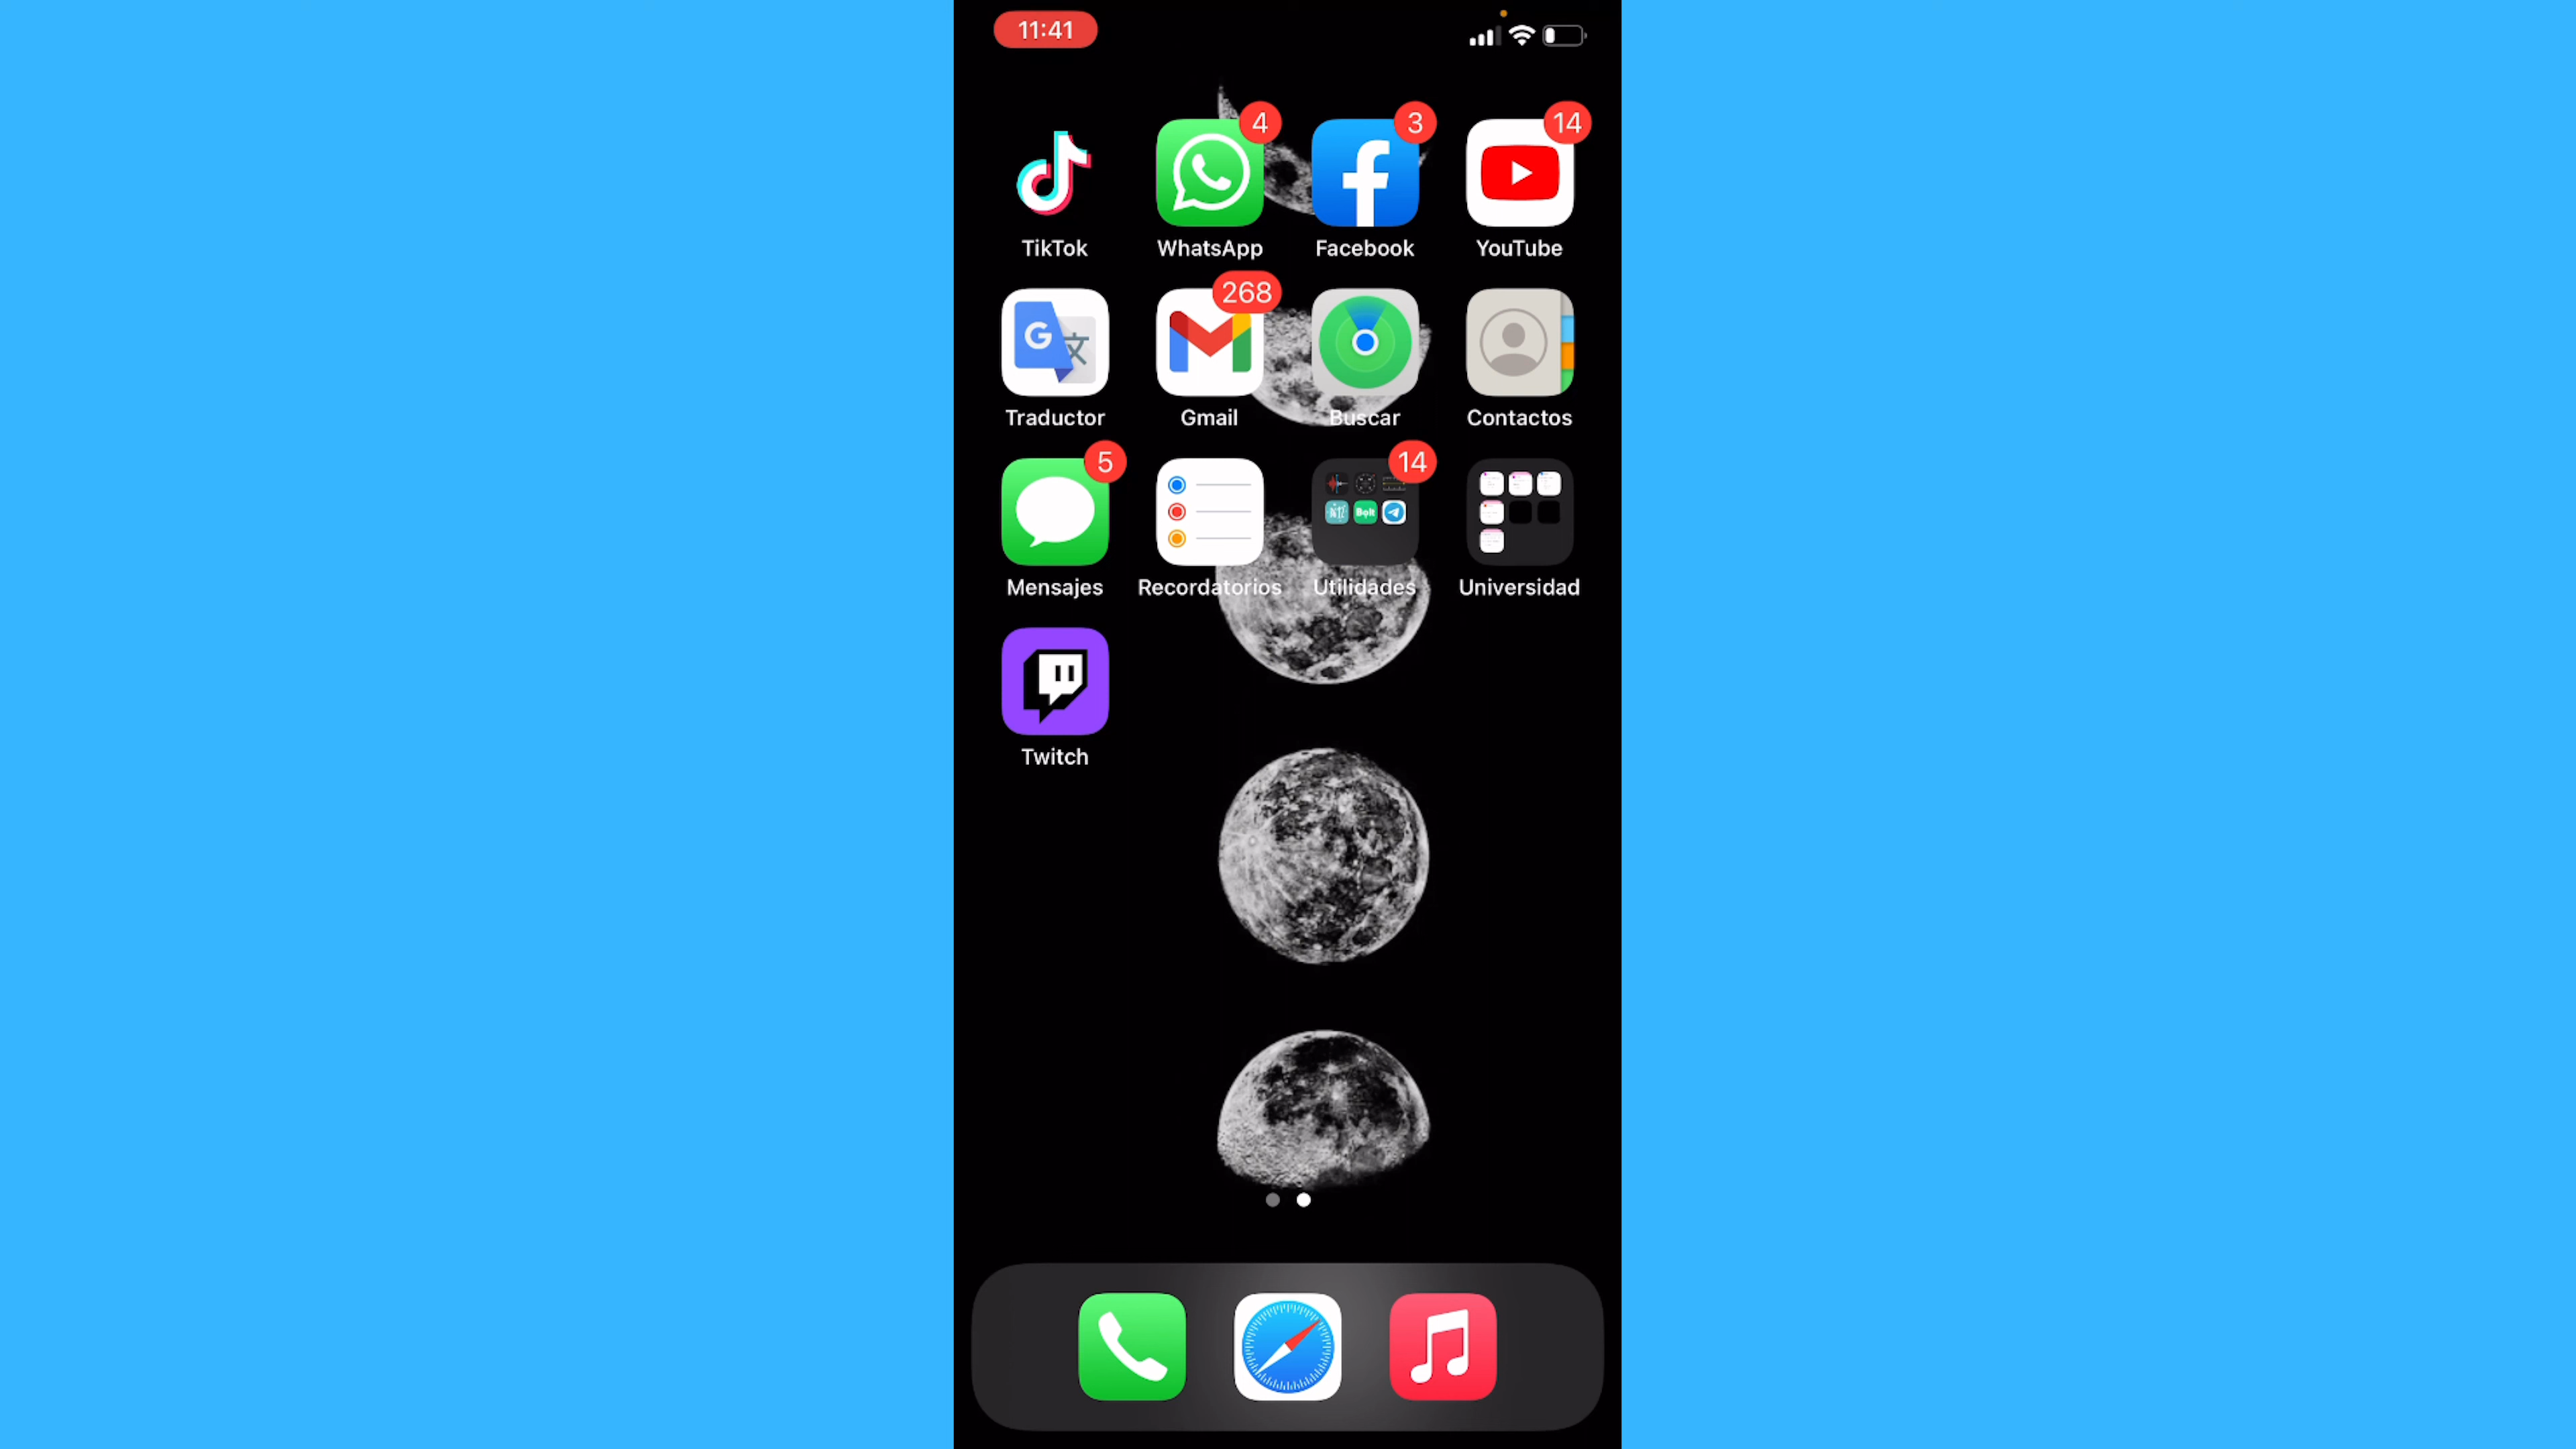 11:41
4
3
14
TikTok
WhatsApp
Facebook
YouTube
268
Traductor
Gmail
Buscar
Contactos
5
14
Bolt
Mensajes
Recordatorios
Utilidades
Universidad
Twitch